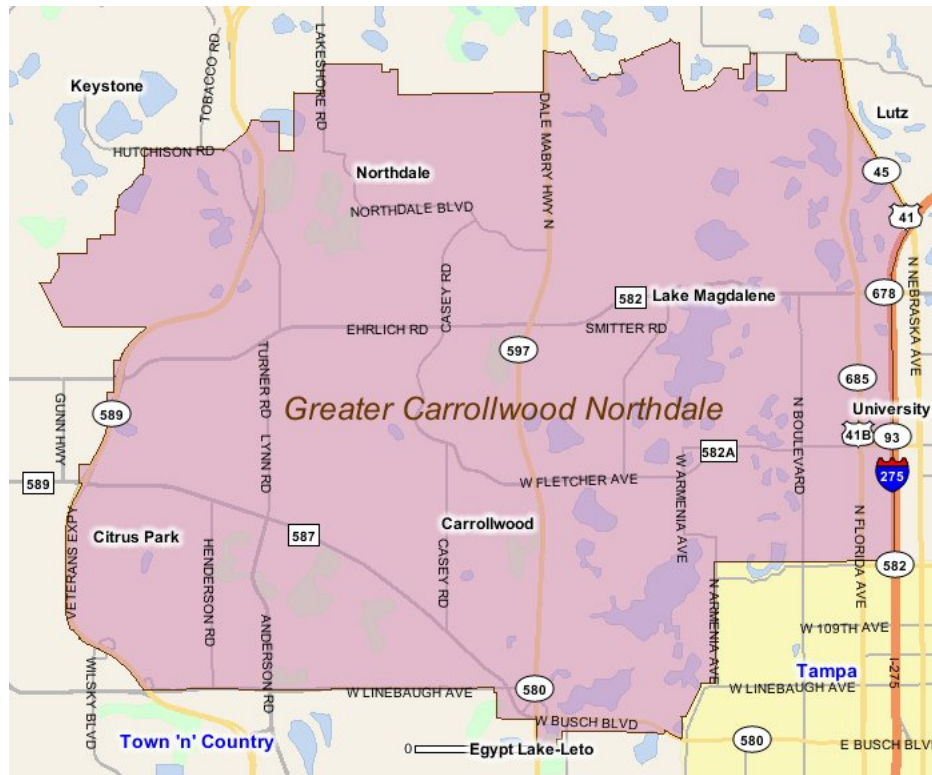 LAKESHORE RD
TOBACCO RD
Keystone
DALE MABRY HWY N
Lutz
HUTCHISON RD
Northdale
45
NORTHDALE BLVD
41
CASEY RD
N NEBRASKA AVE
582
Lake Magdalene
678
EHRLICH RD
SMITTER RD
597
TURNER RD
685
589
Greater Carrollwood Northdale
N BOULEVARD
University
GUNN HWY
LYNN RD
41B
93
582A
589
W FLETCHER AVE
W ARMENIA AVE
275
VETERANS EXPY
Citrus Park
587
Carrollwood
N FLORIDA AVE
HENDERSON RD
CASEY RD
582
N ARMENIA AVE
ANDERSON RD
W 109TH AVE
WILSKY BLVD
Tampa
I-275
W LINEBAUGH AVE
580
W LINEBAUGH AVE
W BUSCH BLVD
Town 'n' Country
0
Egypt Lake-Leto
580
E BUSCH BLV